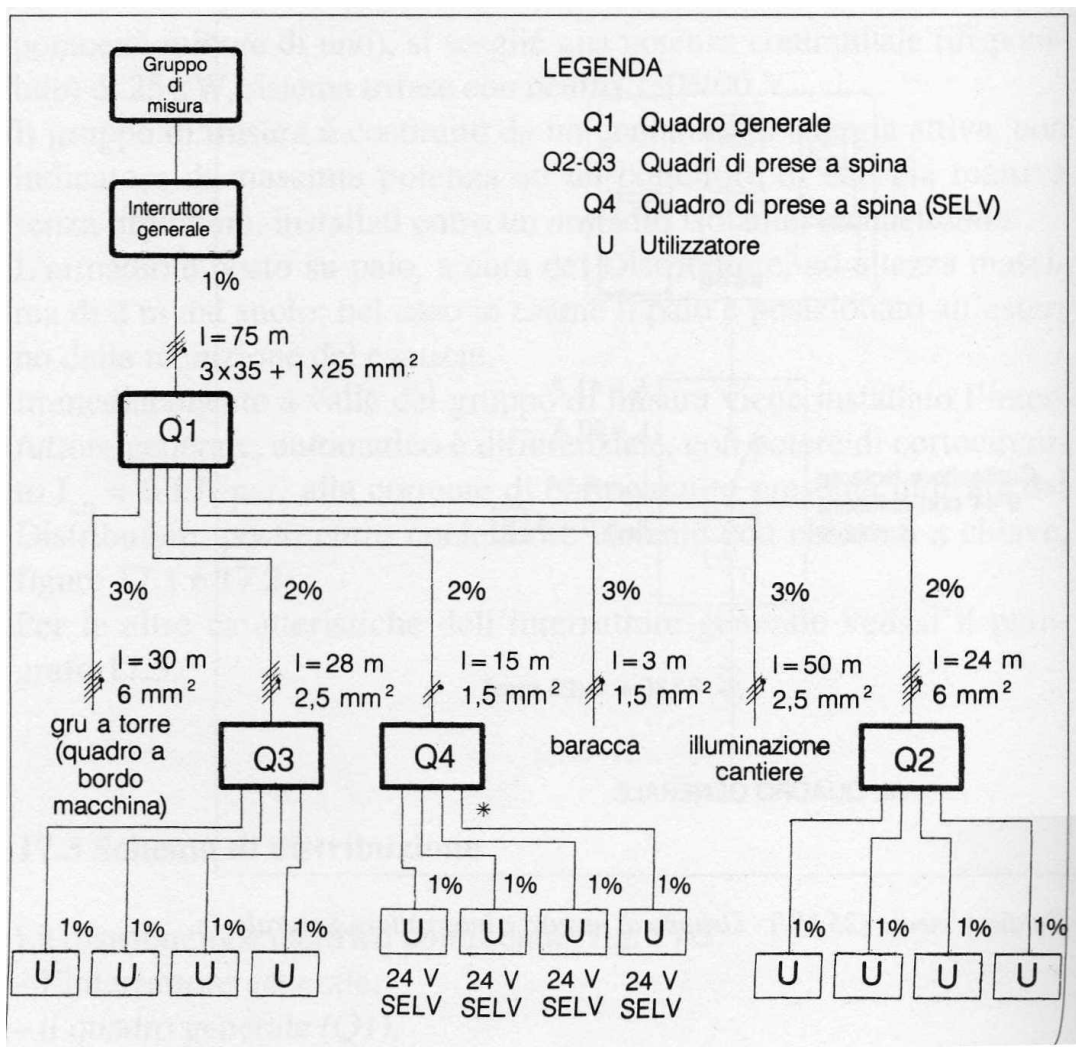 Gruppo
di
misura
LEGENDA
Q1 Quadro generale
Q2-Q3 Quadri di prese a spina
Q4 Quadro di prese a spina (SELV)
U Utilizzatore
Interruttore
generale
1%
l = 75 m
3x35 + 1x25 mm²
Q1
3% 2% 2% 3% 3% 2%
l = 30 m l = 28 m l = 15 m l = 3 m l = 50 m l = 24 m
6 mm² 2,5 mm² 1,5 mm² 1,5 mm² 2,5 mm² 6 mm²
gru a torre
(quadro a
bordo
macchina)
Q3 Q4 baracca illuminazione
cantiere
Q2
*
1% 1% 1% 1%
1% 1% 1% 1% 1% 1% 1% 1%
U U U U U U U U U U U U
24 V 24 V 24 V 24 V
SELV SELV SELV SELV